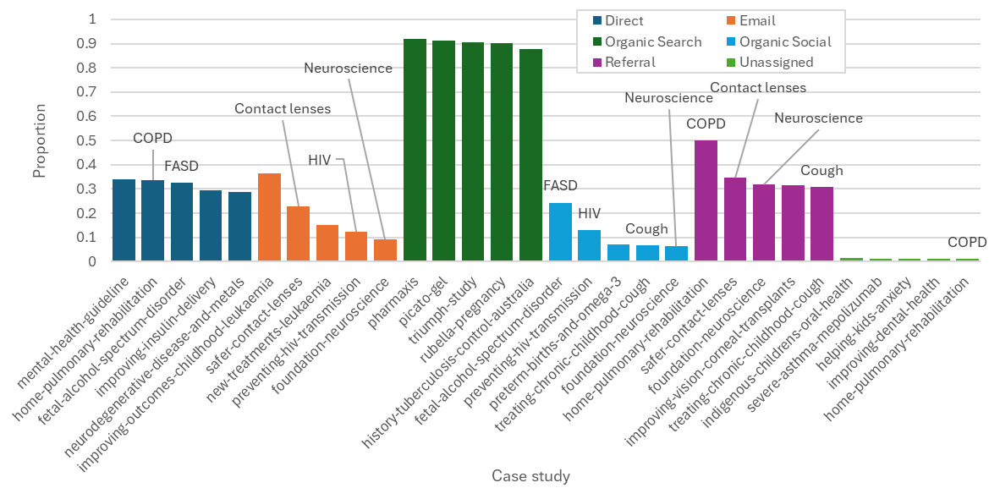 1
0.9
0.8
0.7
0.6
0.5
0.4
0.3
0.2
0.1
0
Proportion
Direct
Email
Organic Search
Organic Social
Referral
Unassigned
COPD
FASD
Contact lenses
HIV
Neuroscience
FASD
HIV
Cough
Neuroscience
COPD
Contact lenses
Neuroscience
Cough
COPD
mental-health-guideline
home-pulmonary-rehabilitation
fetal-alcohol-spectrum-disorder
improving-insulin-delivery
neurodegenerative-disease-and-metals
improving-outcomes-childhood-leukaemia
safer-contact-lenses
new-treatments-leukaemia
preventing-hiv-transmission
foundation-neuroscience
pharmaxis
picato-gel
triumph-study
rubella-pregnancy
history-tuberculosis-control-australia
fetal-alcohol-spectrum-disorder
preventing-hiv-transmission
preterm-births-and-omega-3
treating-chronic-childhood-cough
foundation-neuroscience
home-pulmonary-rehabilitation
safer-contact-lenses
foundation-neuroscience
improving-vision-corneal-transplants
treating-chronic-childhood-cough
indigenous-childrens-oral-health
severe-asthma-mepolizumab
helping-kids-anxiety
improving-dental-health
home-pulmonary-rehabilitation
Case study